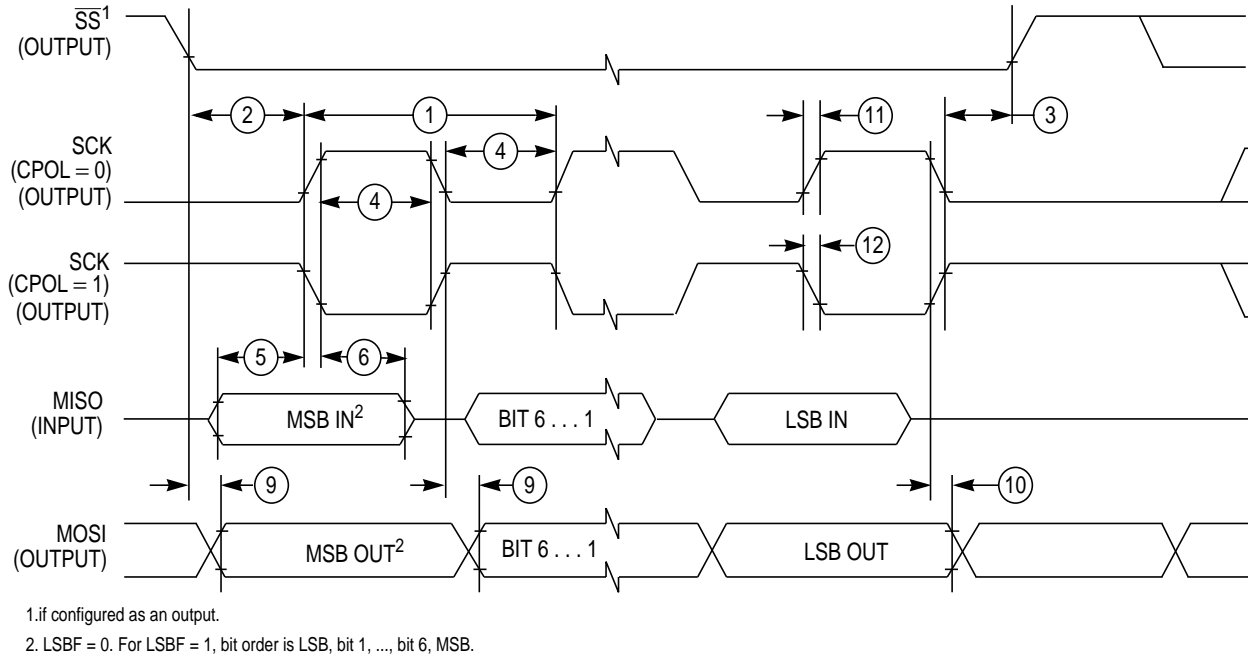 SS¹
(OUTPUT)
2
1
11
3
SCK
(CPOL = 0)
(OUTPUT)
4
4
12
SCK
(CPOL = 1)
(OUTPUT)
5
6
MISO
(INPUT)
MSB IN²
BIT 6 . . . 1
LSB IN
9
9
10
MOSI
(OUTPUT)
MSB OUT²
BIT 6 . . . 1
LSB OUT
1.if configured as an output.
2. LSBF = 0. For LSBF = 1, bit order is LSB, bit 1, ..., bit 6, MSB.